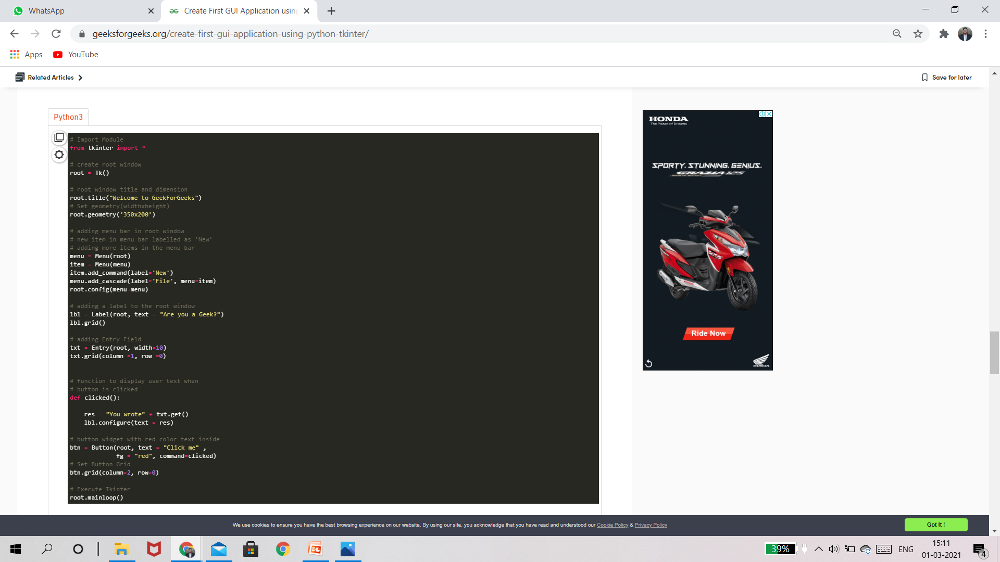 WhatsApp
Create First GUI Application using
geeksforgeeks.org/create-first-gui-application-using-python-tkinter/
Apps
YouTube
Related Articles
Save for later
Python3
# Import Module
from tkinter import *
# create root window
root = Tk()
# root window title and dimension
root.title("Welcome to GeekForGeeks")
# Set geometry(widthxheight)
root.geometry('350x200')
# adding menu bar in root window
# new item in menu bar labelled as 'New'
# adding more items in the menu bar
menu = Menu(root)
item = Menu(menu)
item.add_command(label='New')
menu.add_cascade(label='File', menu=item)
root.config(menu=menu)
# adding a label to the root window
lbl = Label(root, text = "Are you a Geek?")
lbl.grid()
# adding Entry Field
txt = Entry(root, width=10)
txt.grid(column =1, row =0)
# function to display user text when
# button is clicked
def clicked():
res = "You wrote" + txt.get()
lbl.configure(text = res)
# button widget with red color text inside
btn = Button(root, text = "Click me" ,
fg = "red", command=clicked)
# Set Button Grid
btn.grid(column=2, row=0)
# Execute Tkinter
root.mainloop()
HONDA
The Power of Dreams
SPORTY. STUNNING. GENIUS.
GRAZIA 125
SPORTS EDITION
125
HONDA
Ride Now
HONDA
We use cookies to ensure you have the best browsing experience on our website. By using our site, you acknowledge that you have read and understood our Cookie Policy & Privacy Policy
Got It !
39%
ENG
15:11
01-03-2021
4